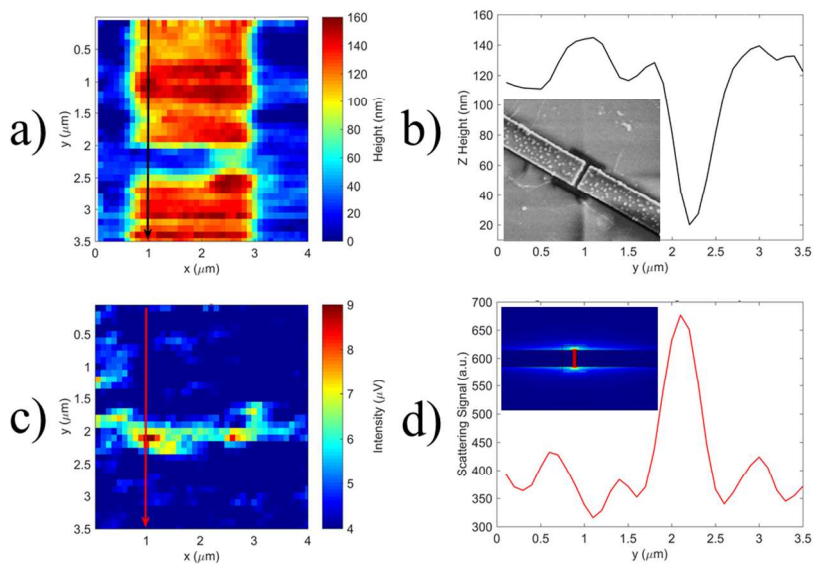 a)
0.5
1
1.5
2
2.5
3
3.5
y (μm)
0 1 2 3 4
x (μm)
160
140
120
100
80
60
40
20
0
Height (nm)
b)
160
140
120
100
80
60
40
20
Z Height (nm)
0 0.5 1 1.5 2 2.5 3 3.5
y (μm)
c)
0.5
1
1.5
2
2.5
3
3.5
y (μm)
0 1 2 3 4
x (μm)
9
8
7
6
5
4
Intensity (μV)
d)
700
650
600
550
500
450
400
350
300
Scattering Signal (a.u.)
0 0.5 1 1.5 2 2.5 3 3.5
y (μm)